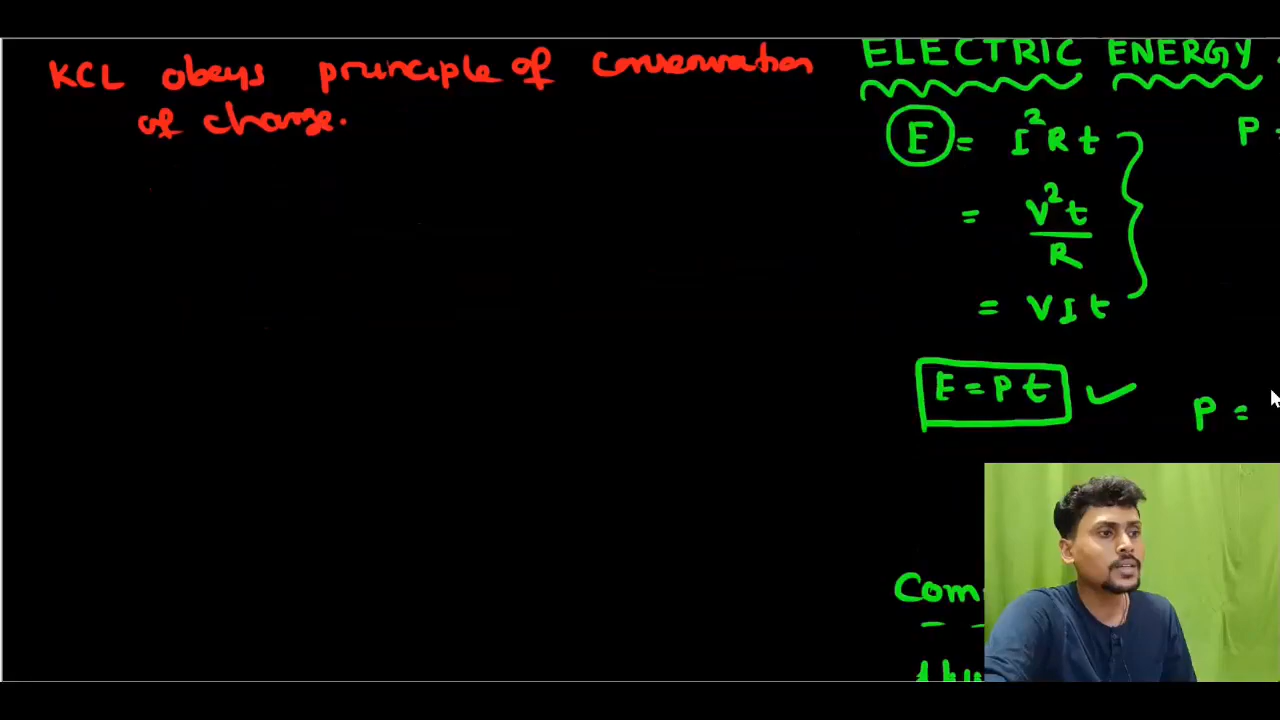 KCL obeys principle of conservation
of charge.
ELECTRIC ENERGY
E = I²Rt
= V²t/R
= VIt
E = Pt ✓
P =
P =
Com